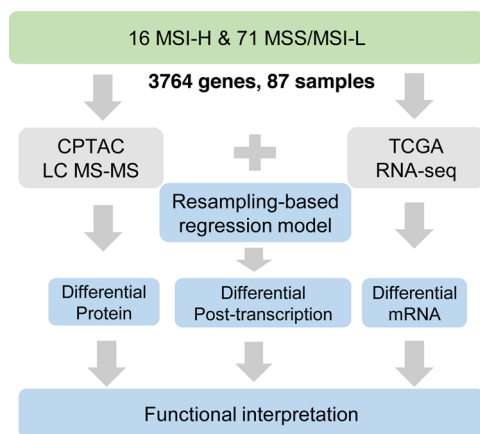 16 MSI-H & 71 MSS/MSI-L
3764 genes, 87 samples
CPTAC
LC MS-MS
TCGA
RNA-seq
Resampling-based
regression model
Differential
Protein
Differential
Post-transcription
Differential
mRNA
Functional interpretation